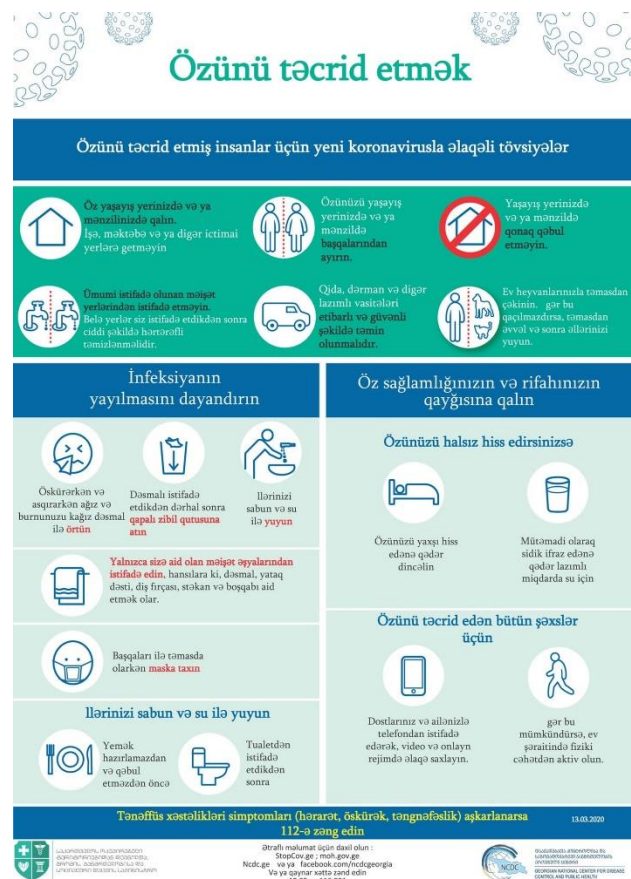 Özünü təcrid etmək
Özünü təcrid etmiş insanlar üçün yeni koronavirusla əlaqəli tövsiyələr
Öz yaşayış yerinizdə və ya
mənzilinizdə qalın.
İşə, məktəbə və ya digər ictimai
yerlərə getməyin
Özünüzü yaşayış
yerinizdə və ya
mənzildə
başqalarından
ayırın.
Yaşayış yerinizdə
və ya mənzildə
qonaq qəbul
etməyin.
Ümumi istifadə olunan məişət
yerlərindən istifadə etməyin.
Belə yerlər siz istifadə etdikdən sonra
ciddi şəkildə hərtərəfli
təmizlənməlidir.
Qida, dərman və digər
lazımlı vasitələri
etibarlı və güvənli
şəkildə təmin
olunmalıdır.
Ev heyvanlarınızla təmasdan
çəkinin. gər bu
qaçılmazdırsa, təmasdan
əvvəl və sonra əllərinizi
yuyun.
İnfeksiyanın
yayılmasını dayandırın
Öskürərkən və
asqırarkən ağız və
burnunuzu kağız dəsmal
ilə örtün
Dəsmalı istifadə
etdikdən dərhal sonra
qapalı zibil qutusuna
atın
llərinizi
sabun və su
ilə yuyun
Yalnızca sizə aid olan məişət əşyalarından
istifadə edin, hansılara ki, dəsmal, yataq
dəsti, diş fırçası, stəkan və boşqabı aid
etmək olar.
Başqaları ilə təmasda
olarkən maska taxın
llərinizi sabun və su ilə yuyun
Yemək
hazırlamazdan
və qəbul
etməzdən öncə
Tualetdən
istifadə
etdikdən
sonra
Öz sağlamlığınızın və rifahınızın
qayğısına qalın
Özünüzü halsız hiss edirsinizsə
Özünüzü yaxşı hiss
edənə qədər
dincəlin
Mütəmadi olaraq
sidik ifraz edənə
qədər lazımlı
miqdarda su için
Özünü təcrid edən bütün şəxslər
üçün
Dostlarınız və ailənizlə
telefondan istifadə
edərək, video və onlayn
rejimdə əlaqə saxlayın.
gər bu
mümkündürsə, ev
şəraitində fiziki
cəhətdən aktiv olun.
Tənəffüs xəstəlikləri simptomları (hərarət, öskürək, təngnəfəslik) aşkarlanarsa
112-ə zəng edin
13.03.2020
Ətraflı məlumat üçün daxil olun :
StopCov.ge ; moh.gov.ge
Ncdc.ge və ya facebook.com/ncdcgeorgia
Və ya qaynar xəttə zənd edin
NCDC
GEORGIAN NATIONAL CENTER FOR DISEASE
CONTROL AND PUBLIC HEALTH